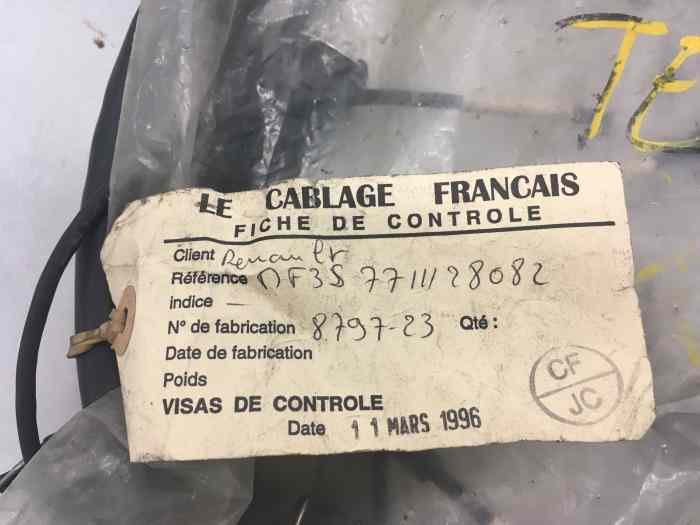 LE CABLAGE FRANCAIS
FICHE DE CONTROLE
Client Renault
Référence MF3S 7711128082
indice —
N° de fabrication 8797-23 Qté :
Date de fabrication
Poids
VISAS DE CONTROLE
Date 11 MARS 1996
CF
JC